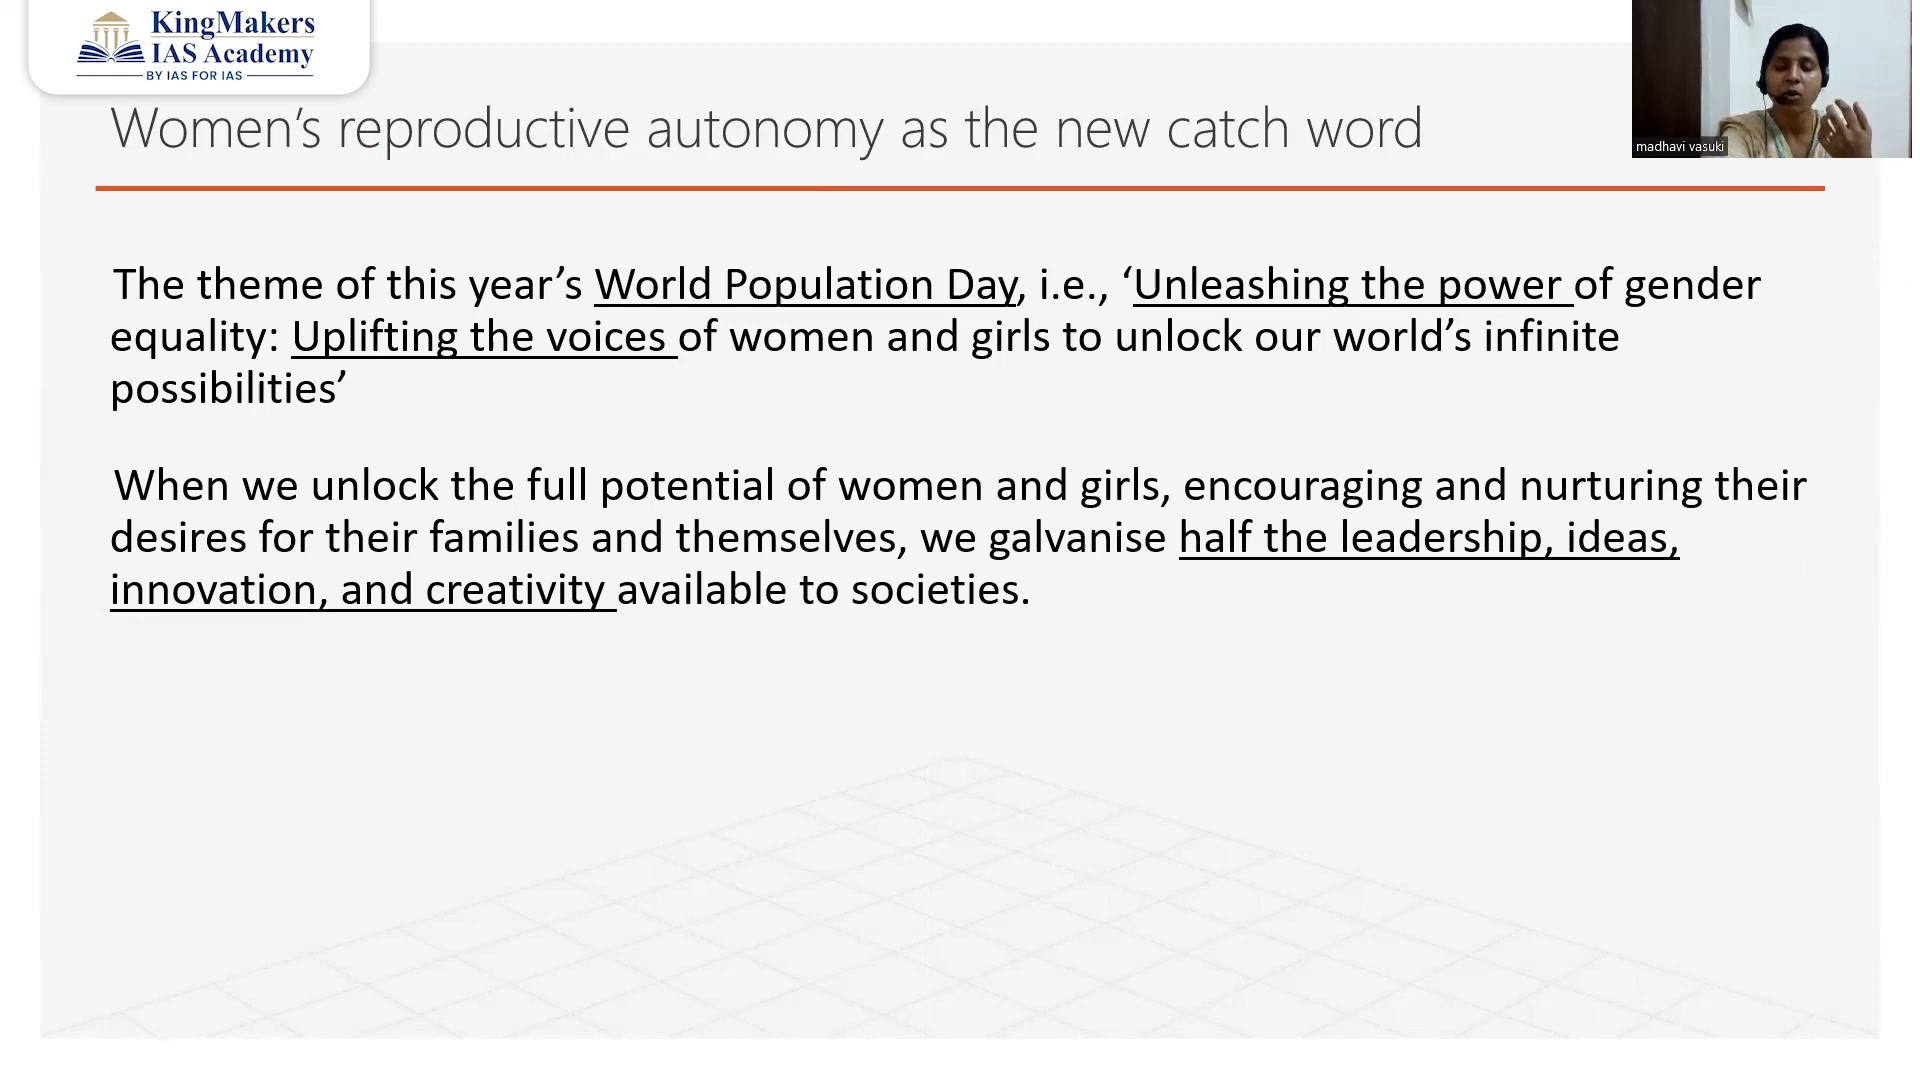 KingMakers
IAS Academy
BY IAS FOR IAS
Women’s reproductive autonomy as the new catch word
madhavi vasuki
The theme of this year’s World Population Day, i.e., ‘Unleashing the power of gender
equality: Uplifting the voices of women and girls to unlock our world’s infinite
possibilities’
When we unlock the full potential of women and girls, encouraging and nurturing their
desires for their families and themselves, we galvanise half the leadership, ideas,
innovation, and creativity available to societies.